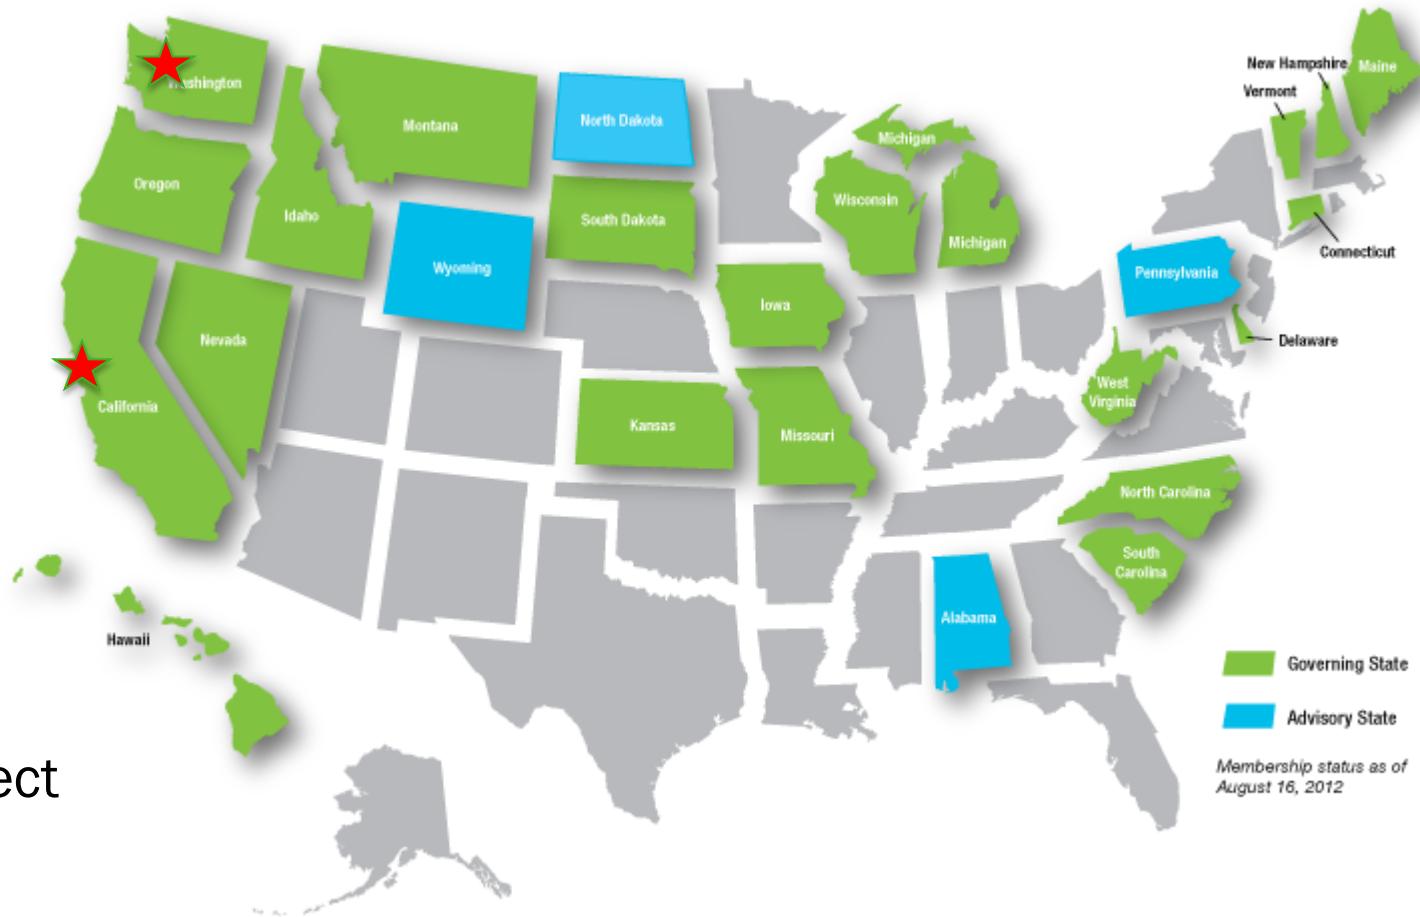 New Hampshire
Maine
Vermont
Washington
Montana
North Dakota
Michigan
Oregon
Idaho
South Dakota
Wisconsin
Michigan
Connecticut
Wyoming
Pennsylvania
Nevada
Iowa
Delaware
California
Kansas
Missouri
West
Virginia
North Carolina
South
Carolina
Hawaii
Alabama
Governing State
Advisory State
ect
Membership status as of
August 16, 2012